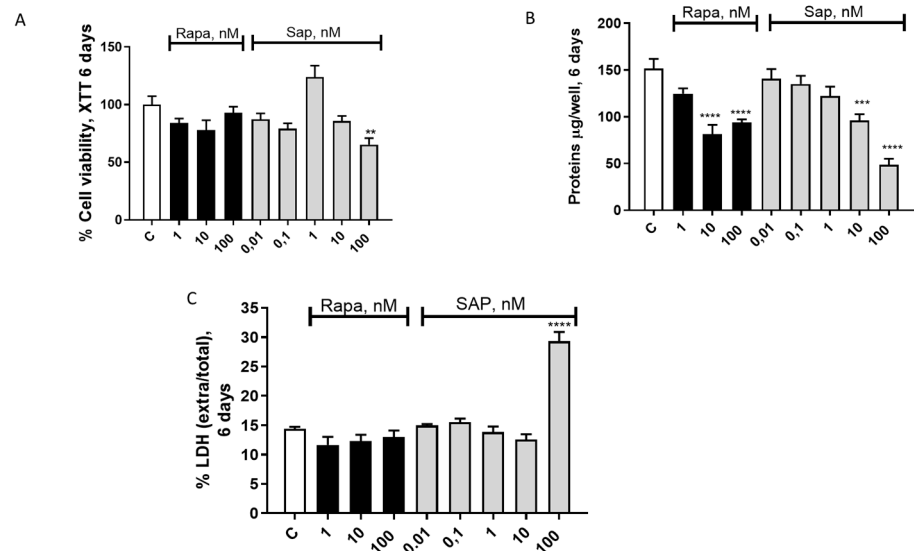 A
Rapa, nM
Sap, nM
% Cell viability, XTT 6 days
150
100
50
0
**
C
1
10
100
0,01
0,1
1
10
100
B
Rapa, nM
Sap, nM
Proteins µg/well, 6 days
200
150
100
50
0
****
****
***
****
C
1
10
100
0,01
0,1
1
10
100
C
Rapa, nM
SAP, nM
% LDH (extra/total),
6 days
35
30
25
20
15
10
5
0
****
C
1
10
100
0,01
0,1
1
10
100